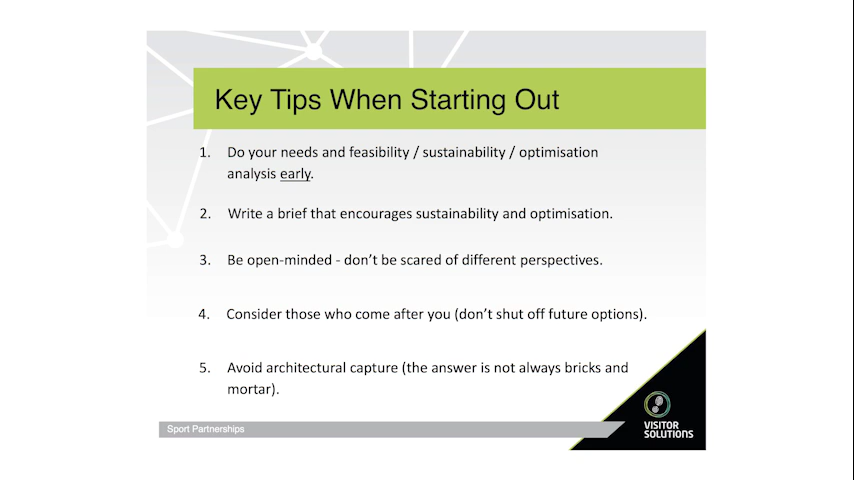 Key Tips When Starting Out
1. Do your needs and feasibility / sustainability / optimisation
analysis early.
2. Write a brief that encourages sustainability and optimisation.
3. Be open-minded - don't be scared of different perspectives.
4. Consider those who come after you (don't shut off future options).
5. Avoid architectural capture (the answer is not always bricks and
mortar).
Sport Partnerships
VISITOR
SOLUTIONS